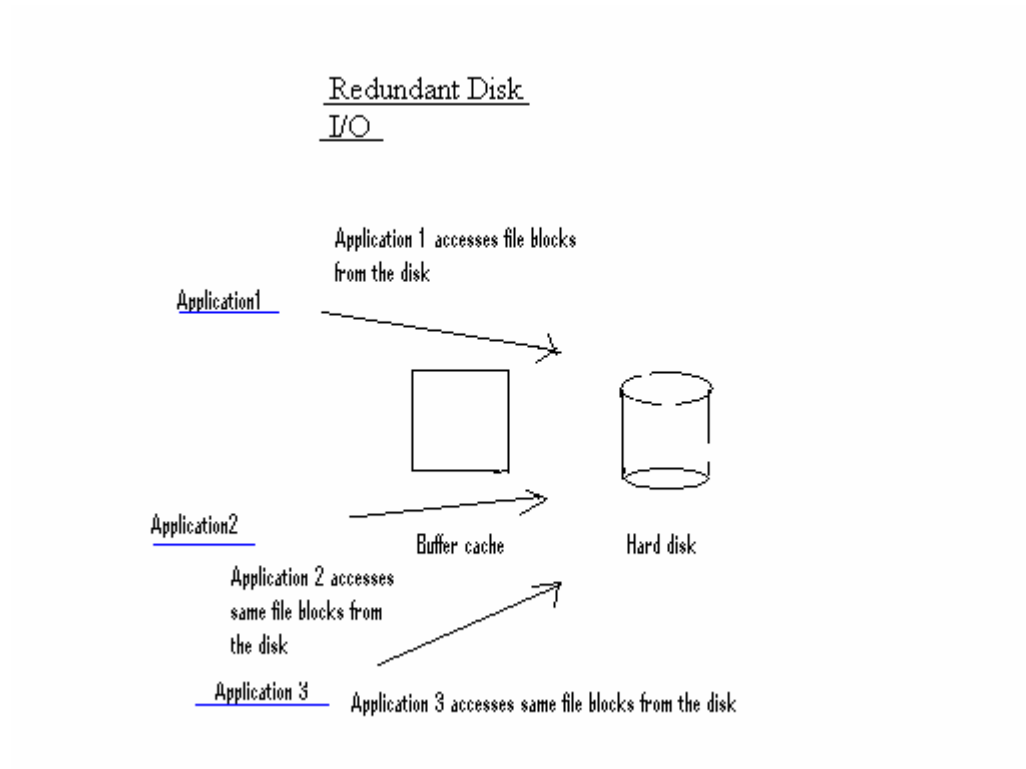 Redundant Disk
I/O
Application 1 accesses file blocks
from the disk
Application1
Application2
Buffer cache
Hard disk
Application 2 accesses
same file blocks from
the disk
Application 3
Application 3 accesses same file blocks from the disk